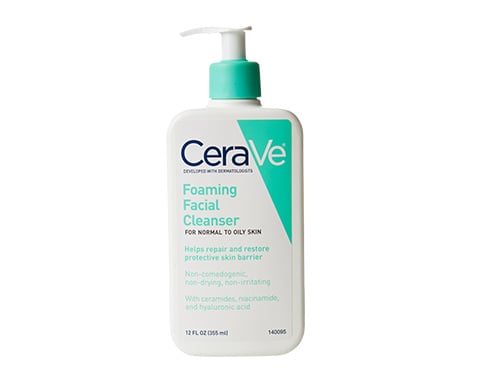 CeraVe®
DEVELOPED WITH DERMATOLOGISTS
Foaming
Facial
Cleanser
FOR NORMAL TO OILY SKIN
Helps repair and restore
protective skin barrier
Non-comedogenic,
non-drying, non-irritating
With ceramides, niacinamide,
and hyaluronic acid
12 FL OZ (355 ml) 140095